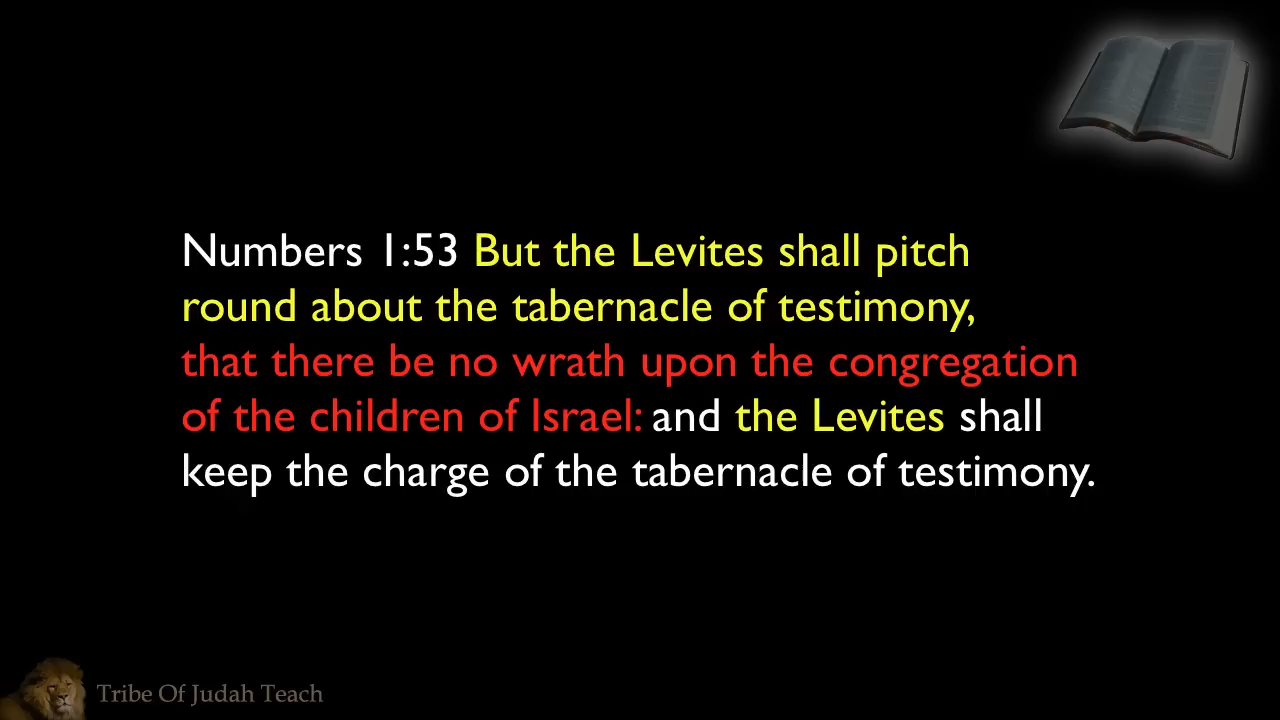 Numbers 1:53 But the Levites shall pitch
round about the tabernacle of testimony,
that there be no wrath upon the congregation
of the children of Israel: and the Levites shall
keep the charge of the tabernacle of testimony.
Tribe Of Judah Teach